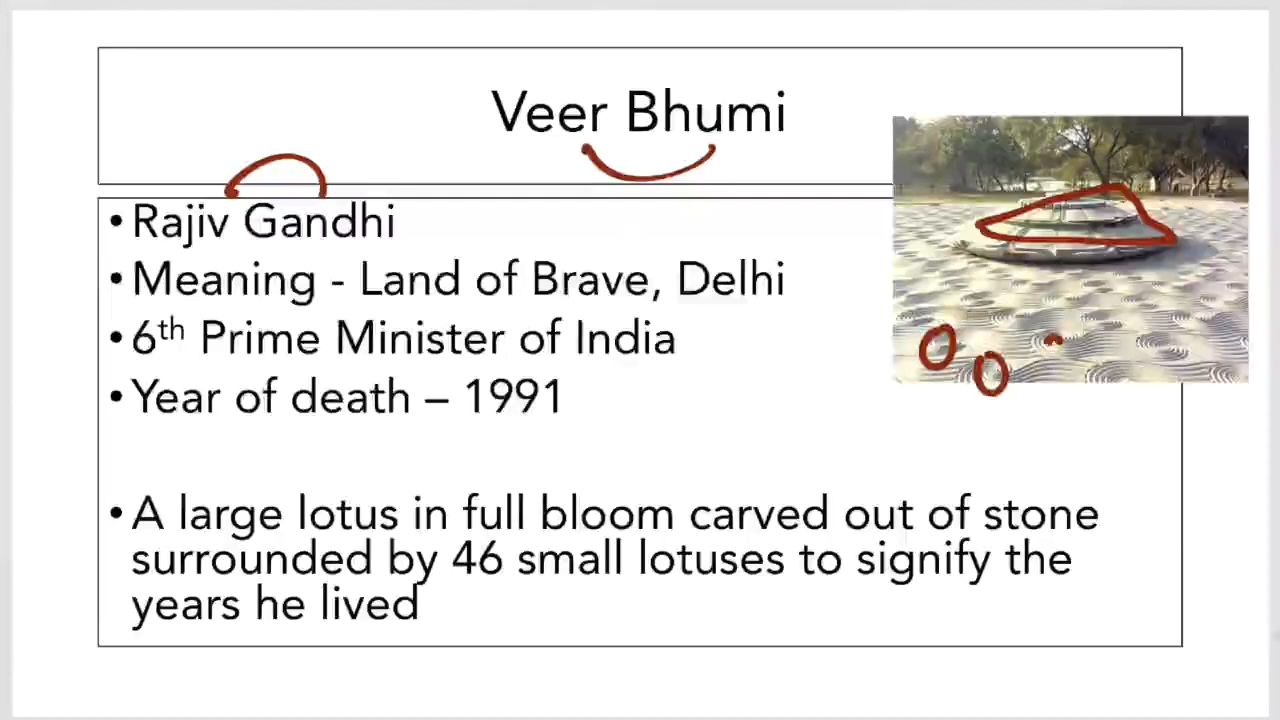 Veer Bhumi
•Rajiv Gandhi
•Meaning - Land of Brave, Delhi
•6th Prime Minister of India
•Year of death – 1991
•A large lotus in full bloom carved out of stone
surrounded by 46 small lotuses to signify the
years he lived